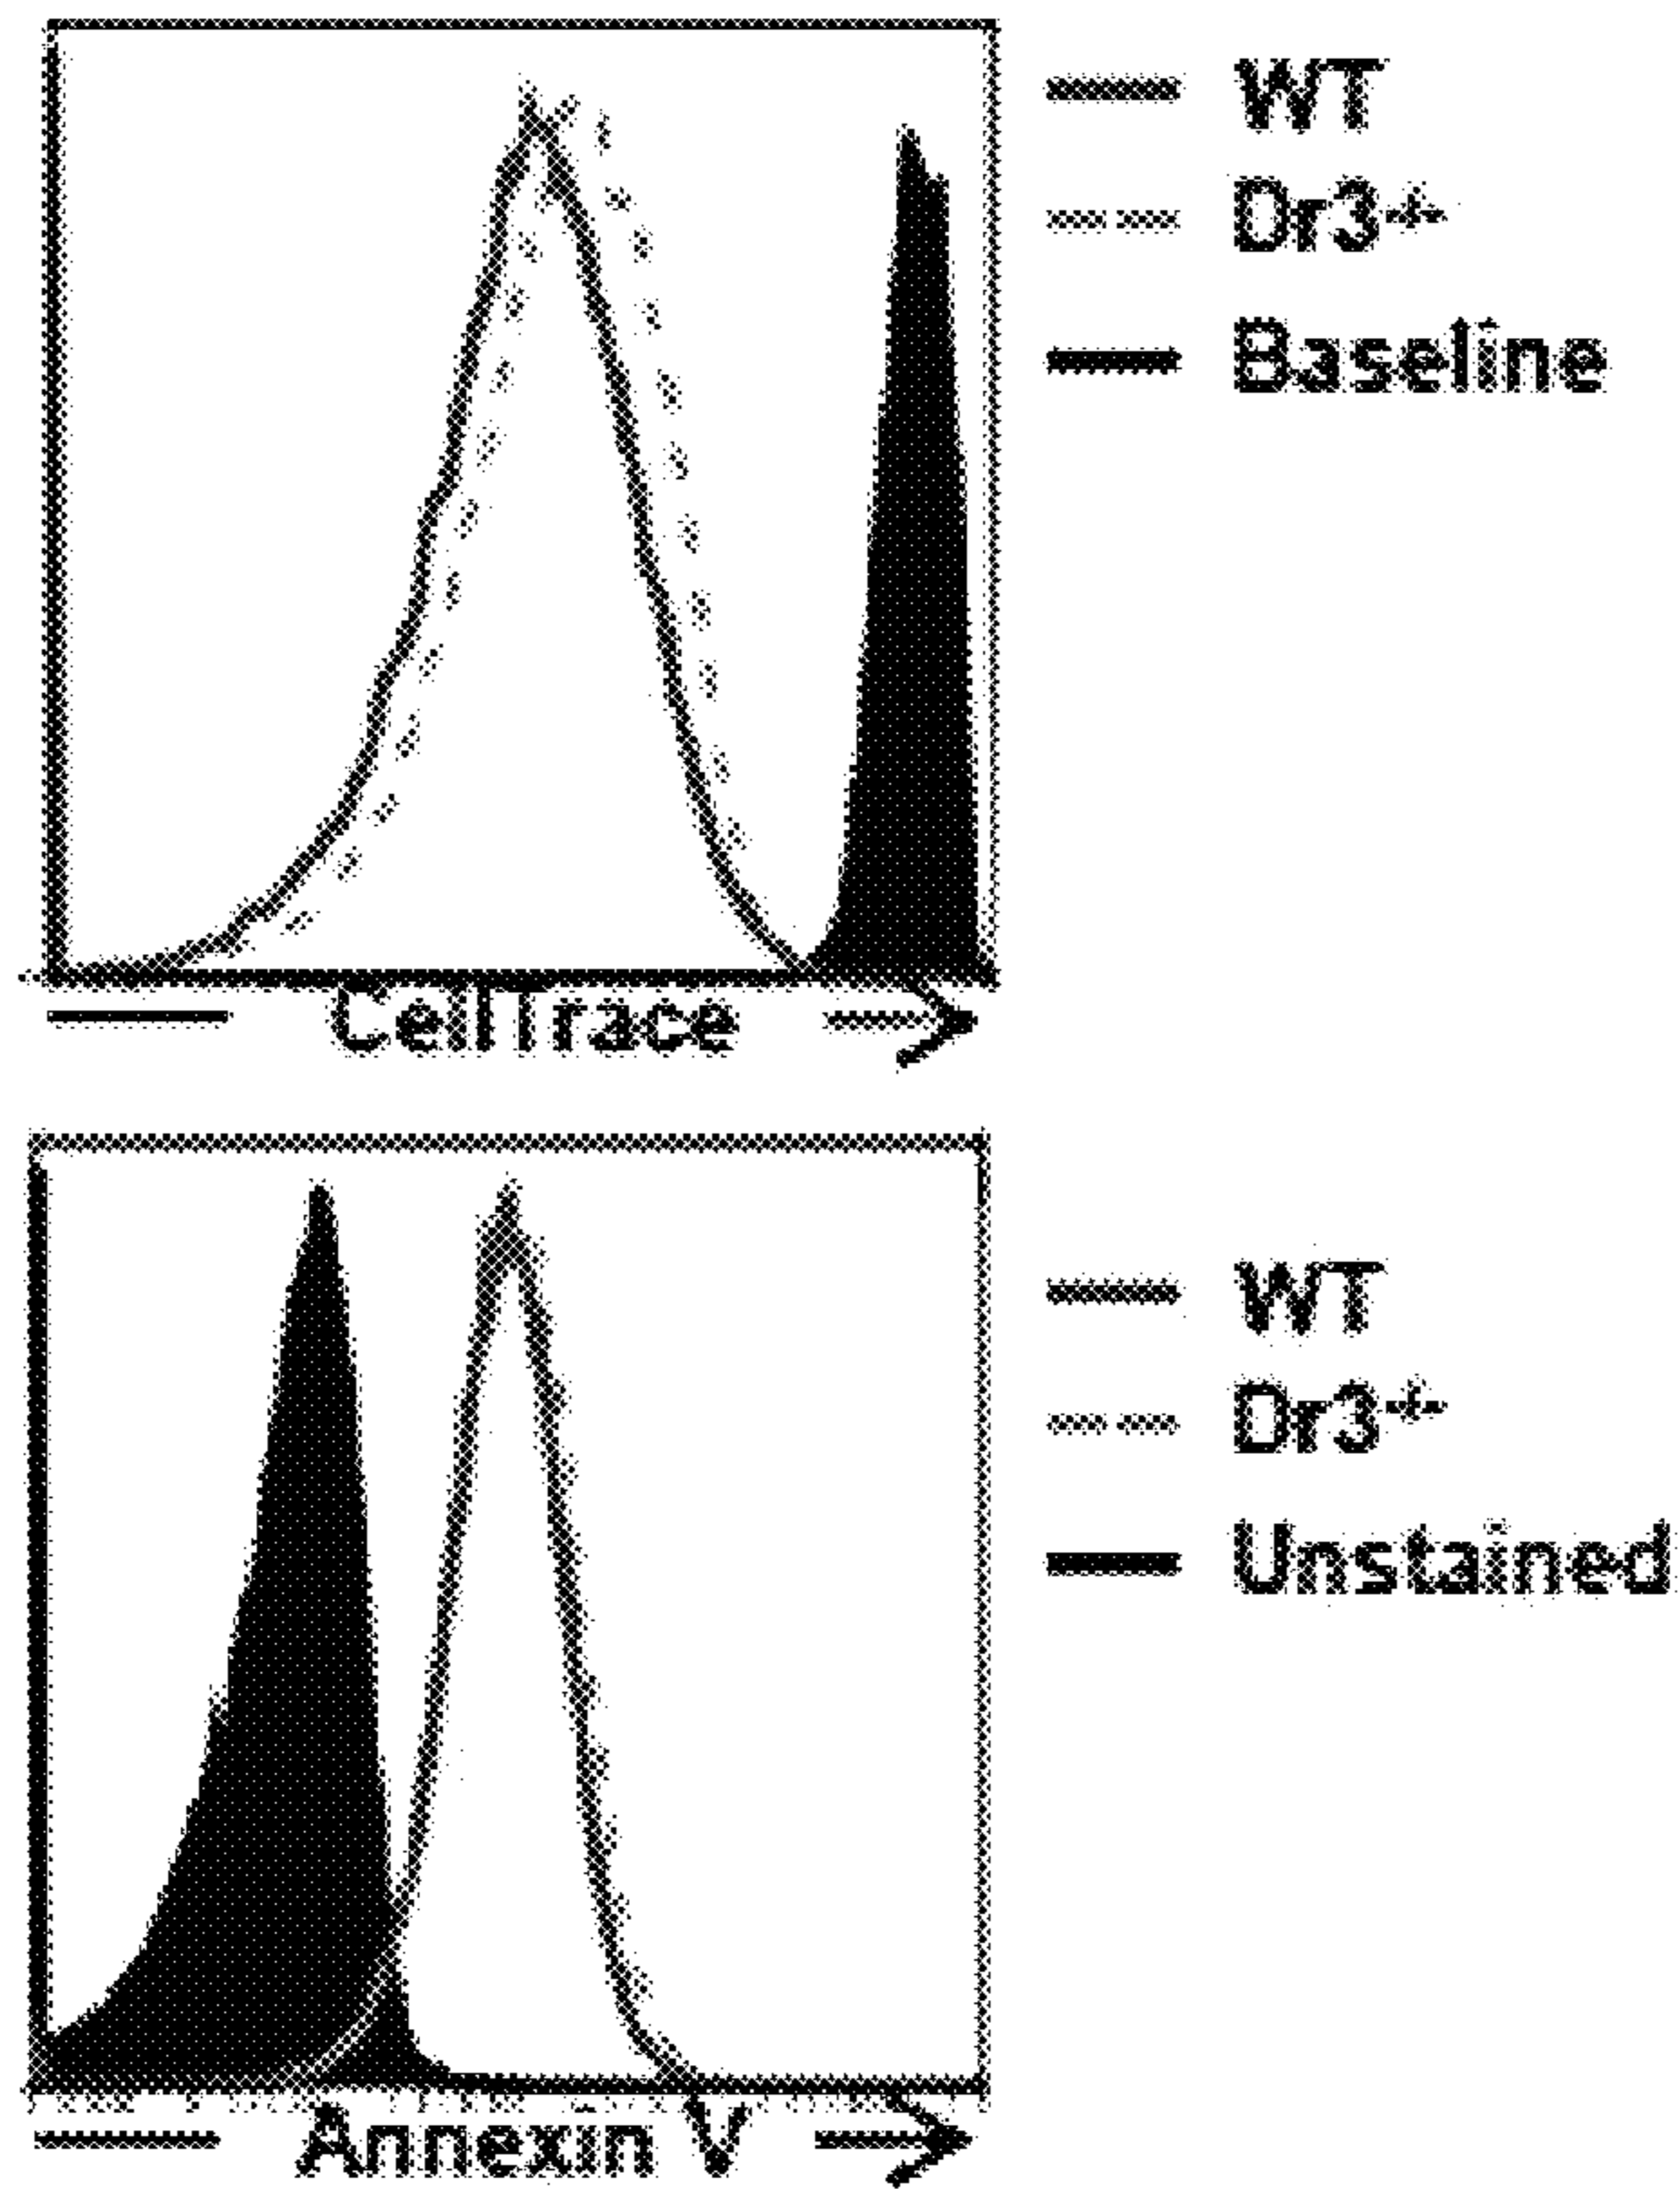 WT
Dr3-/-
Baseline
CellTrace
WT
Dr3-/-
Unstained
Annexin V